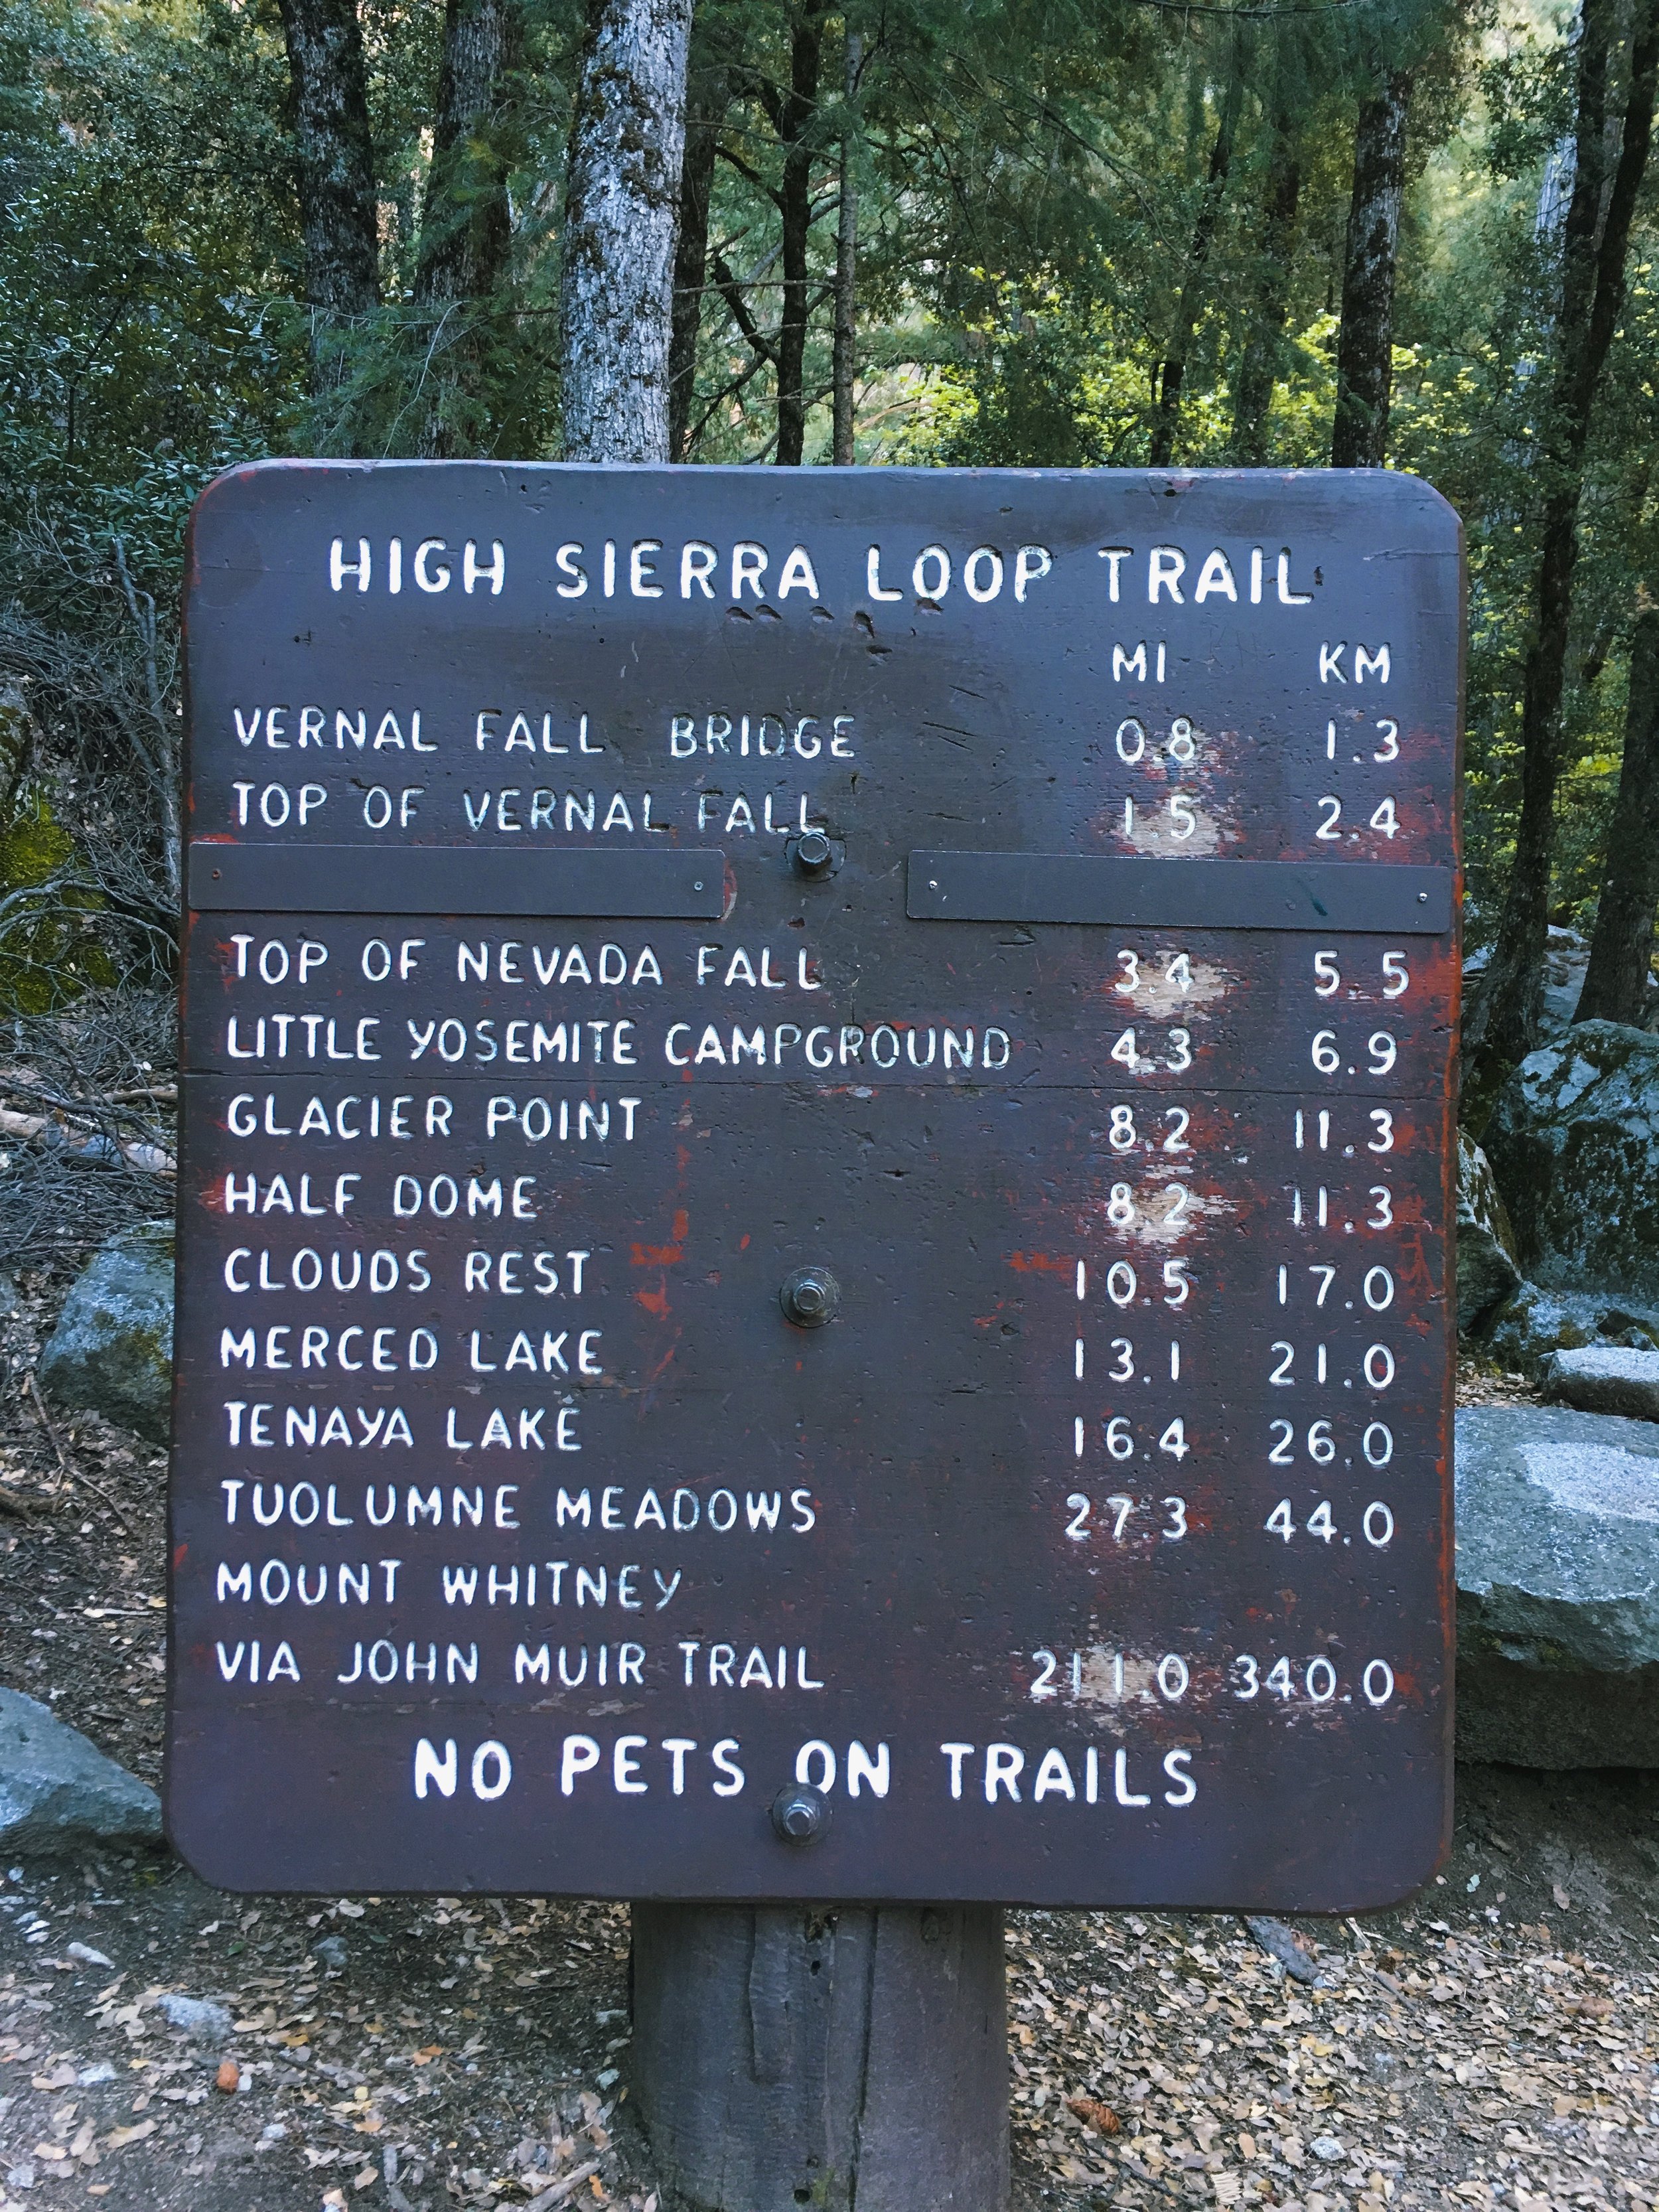 HIGH SIERRA LOOP TRAIL
MI KM
VERNAL FALL BRIDGE 0.8 1.3
TOP OF VERNAL FALL 1.5 2.4
TOP OF NEVADA FALL 3.4 5.5
LITTLE YOSEMITE CAMPGROUND 4.3 6.9
GLACIER POINT 8.2 11.3
HALF DOME 8.2 11.3
CLOUDS REST 10.5 17.0
MERCED LAKE 13.1 21.0
TENAYA LAKE 16.4 26.0
TUOLUMNE MEADOWS 27.3 44.0
MOUNT WHITNEY
VIA JOHN MUIR TRAIL 211.0 340.0
NO PETS ON TRAILS